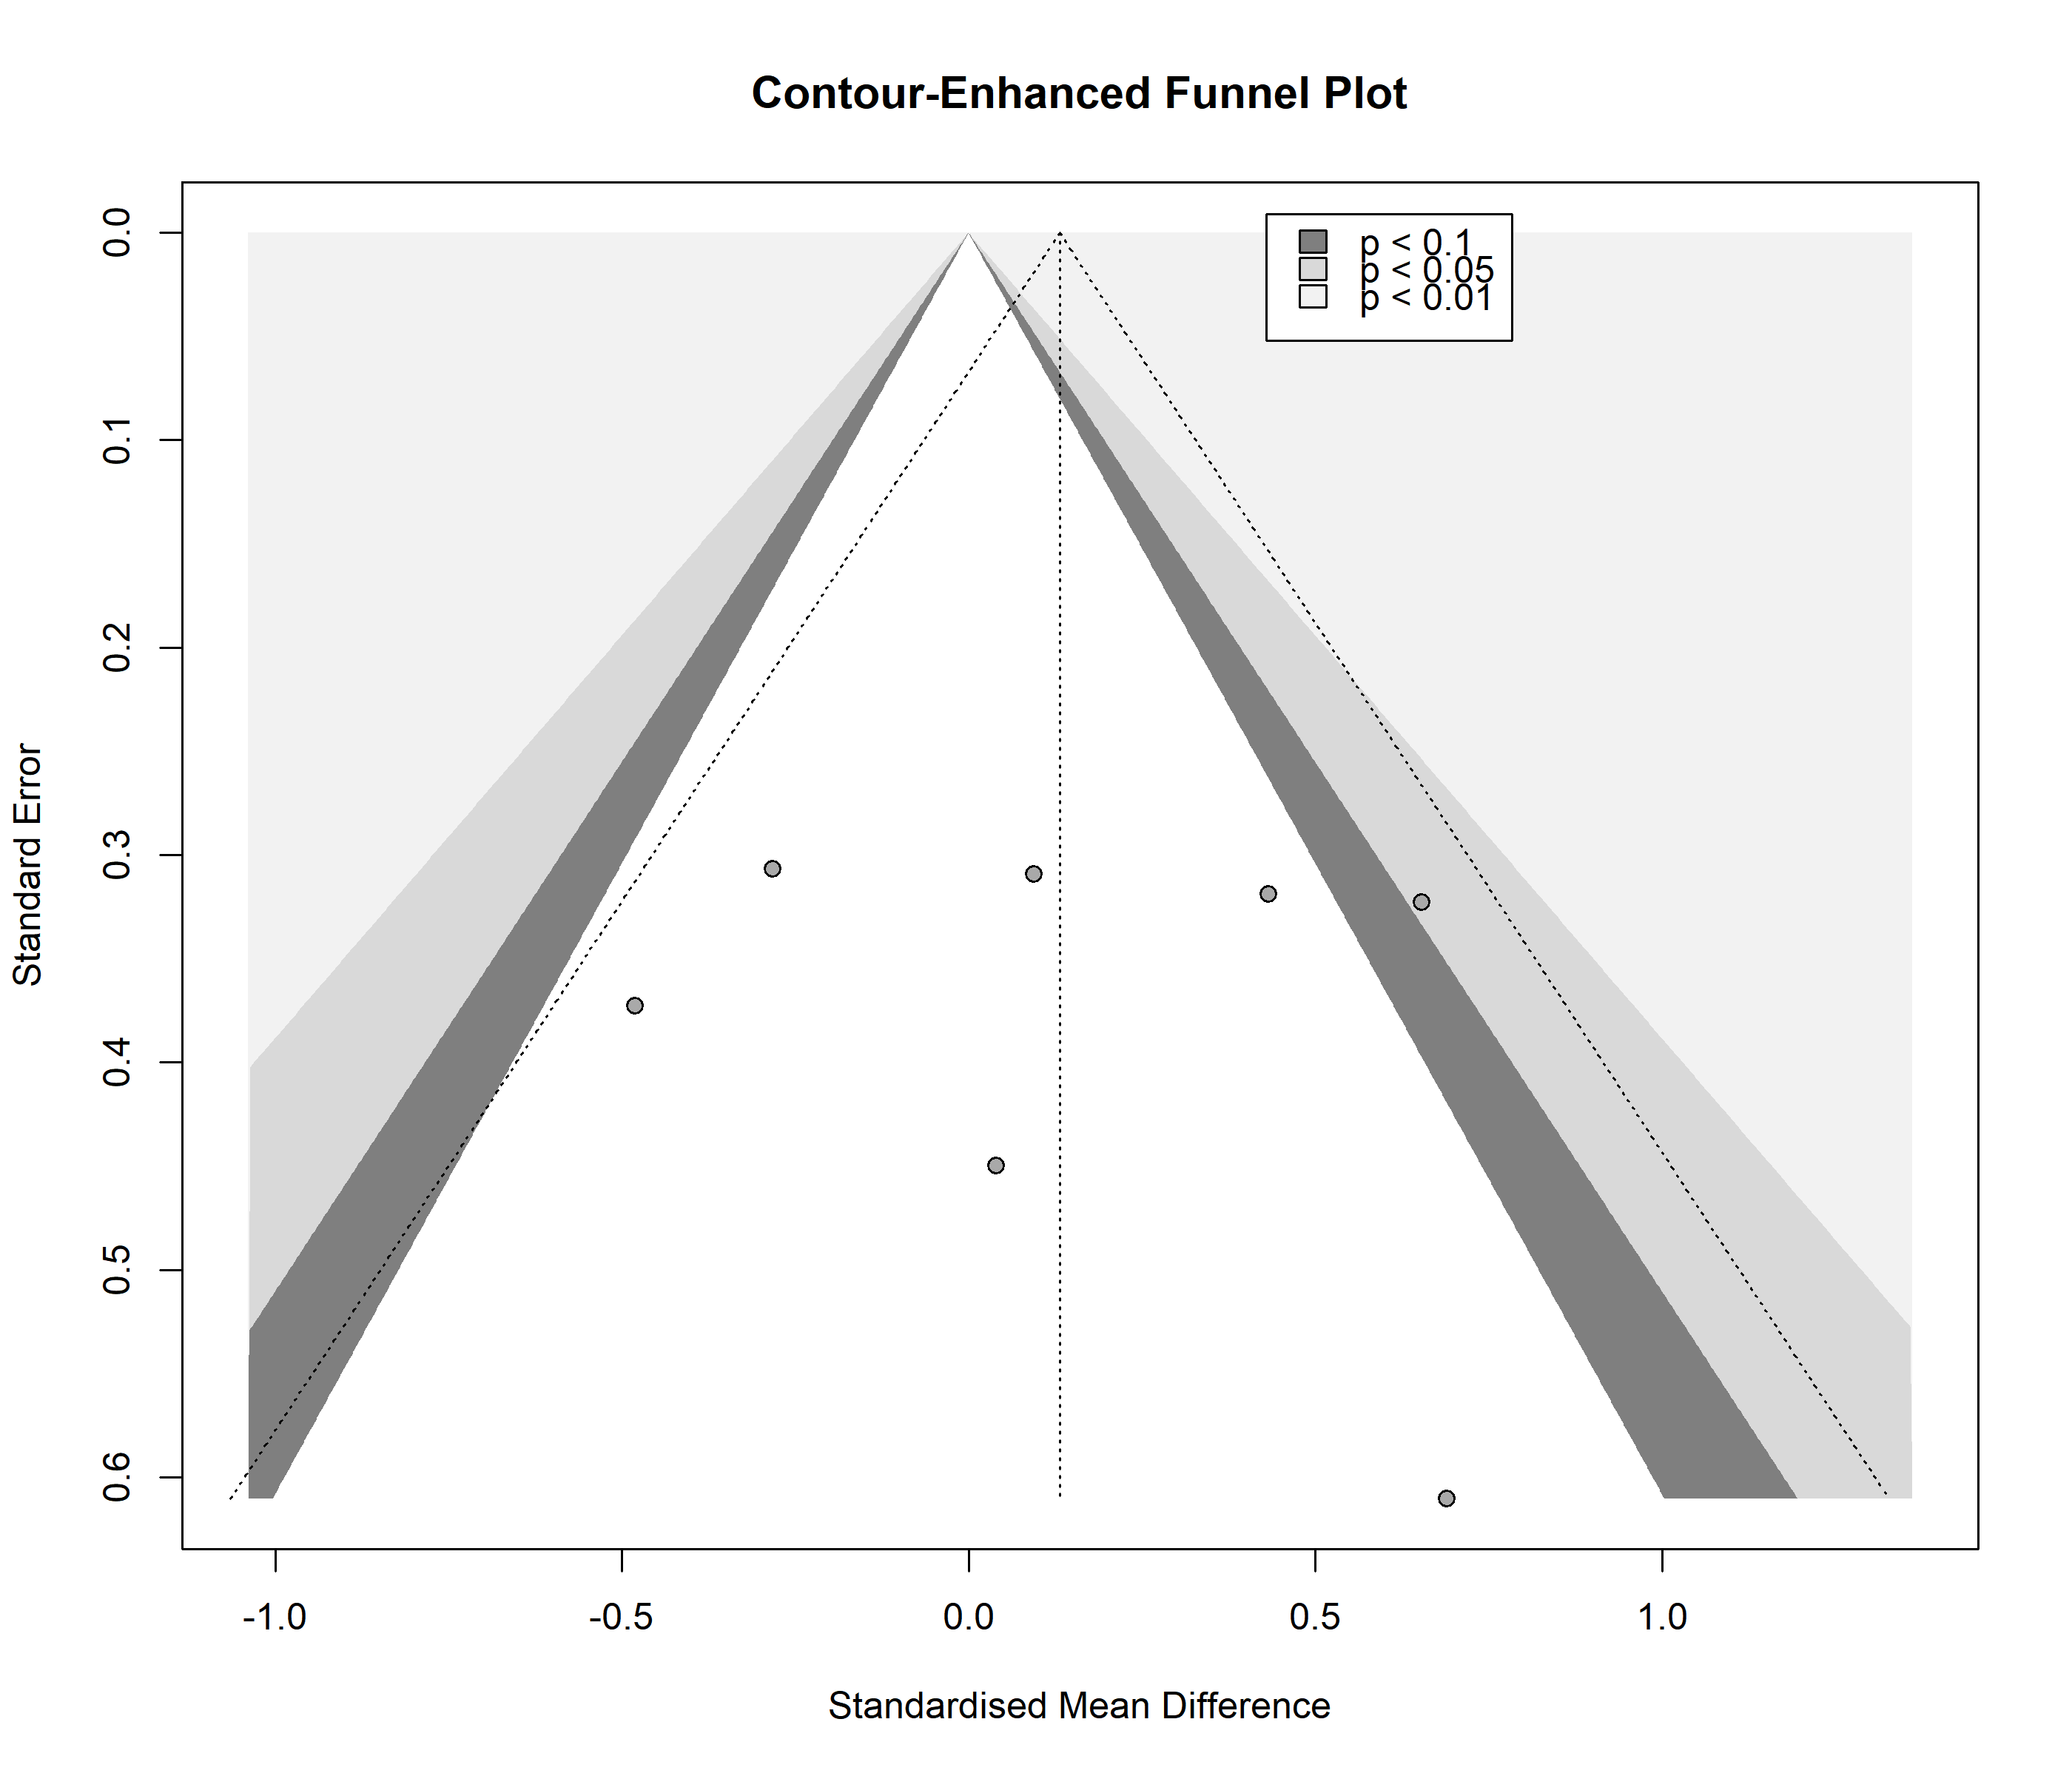 Contour-Enhanced Funnel Plot
p < 0.1
p < 0.05
p < 0.01
Standard Error
0.0
0.1
0.2
0.3
0.4
0.5
0.6
-1.0 -0.5 0.0 0.5 1.0
Standardised Mean Difference